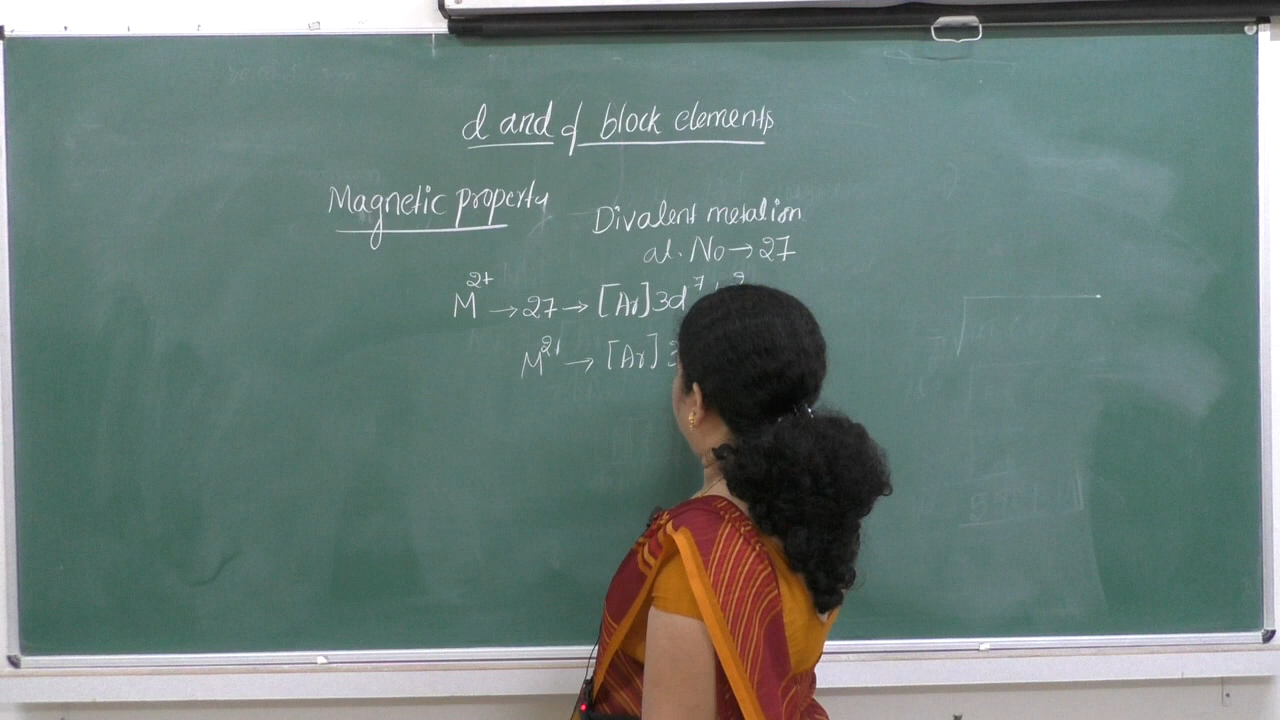 d and f block elements
Magnetic property
Divalent metal ion
at. No → 27
M²⁺ → 27 → [Ar] 3d⁷
M²⁺ → [Ar] 3